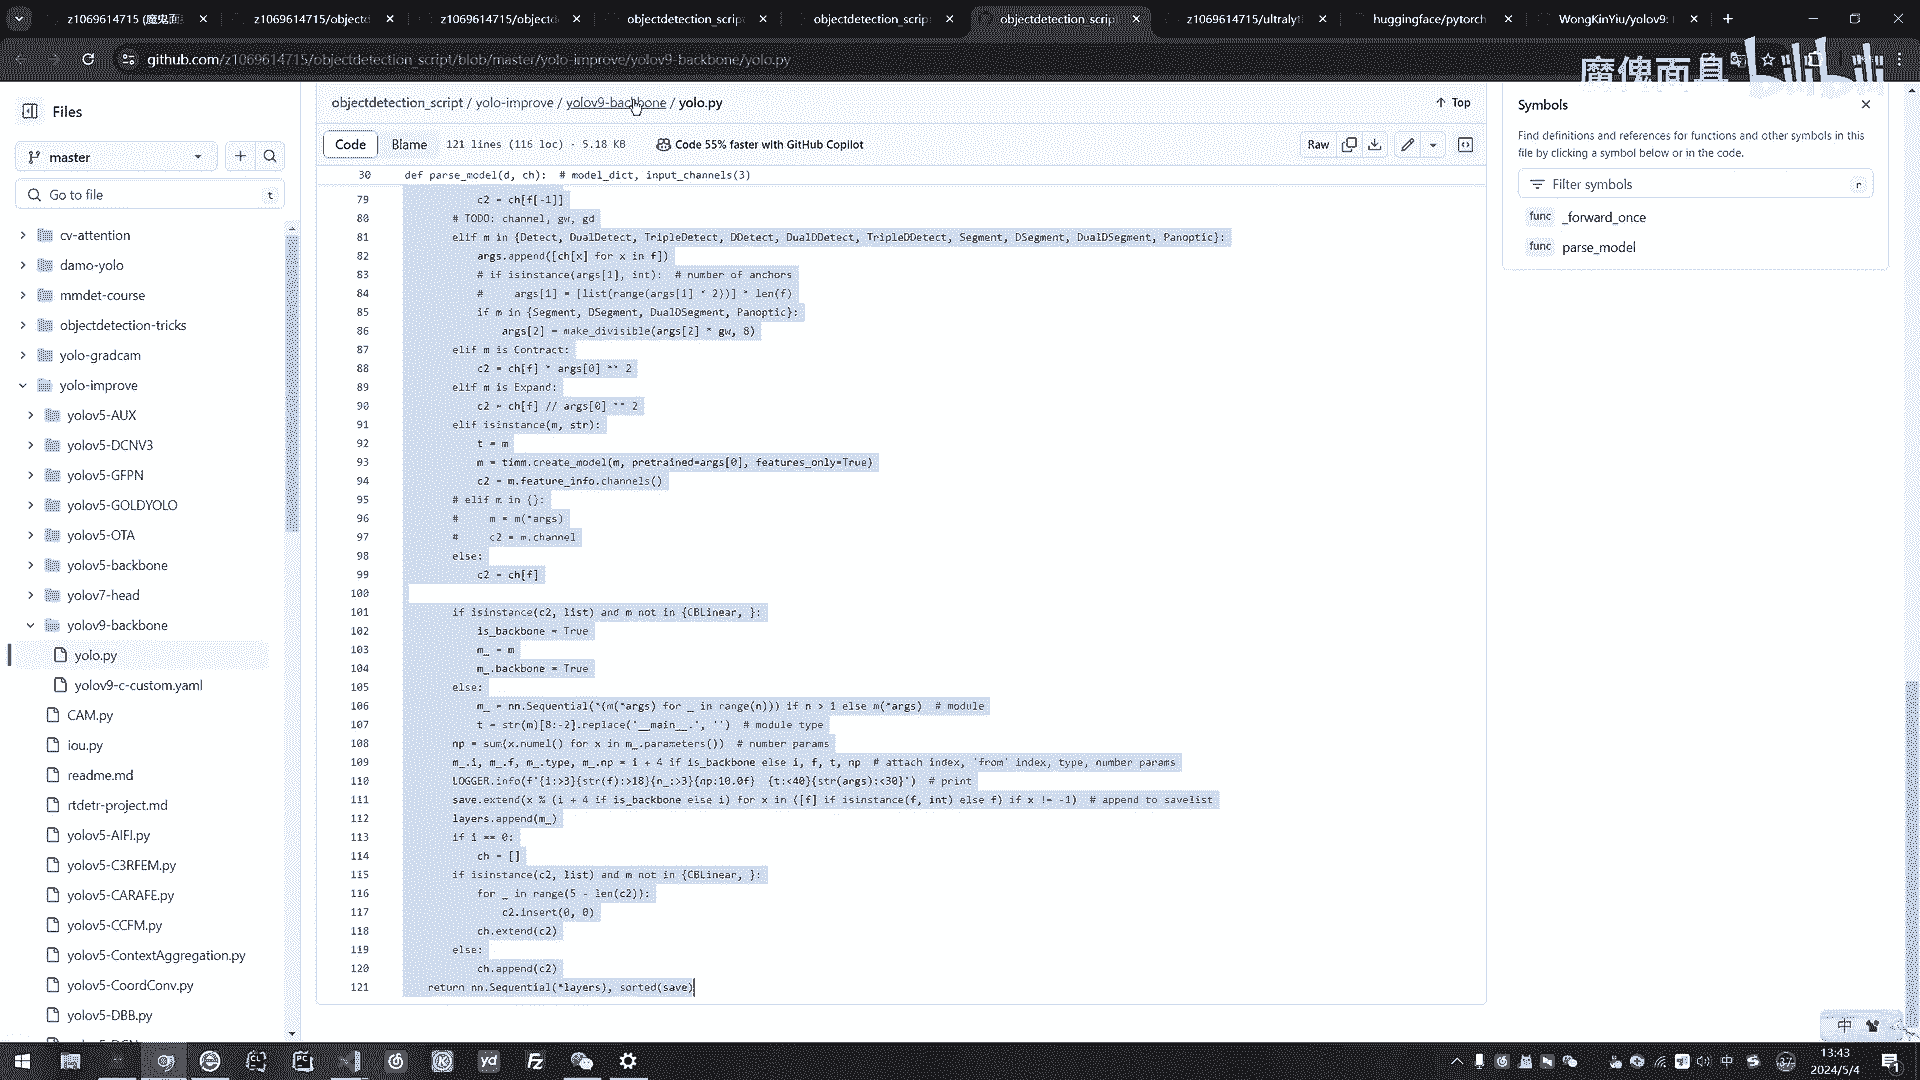 z1069614715 (魔鬼面
z1069614715/objectd
z1069614715/objectd
objectdetection_scrip
objectdetection_scrip
objectdetection_scrip
z1069614715/ultralyt
huggingface/pytorch
WongKinYiu/yolov9:
github.com/z1069614715/objectdetection_script/blob/master/yolo-improve/yolov9-backbone/yolo.py
魔傀面具 bilibili
Files
master
Go to file
t
cv-attention
damo-yolo
mmdet-course
objectdetection-tricks
yolo-gradcam
yolo-improve
yolov5-AUX
yolov5-DCNV3
yolov5-GFPN
yolov5-GOLDYOLO
yolov5-OTA
yolov5-backbone
yolov7-head
yolov9-backbone
yolo.py
yolov9-c-custom.yaml
CAM.py
iou.py
readme.md
rtdetr-project.md
yolov5-AIFI.py
yolov5-C3RFEM.py
yolov5-CARAFE.py
yolov5-CCFM.py
yolov5-ContextAggregation.py
yolov5-CoordConv.py
yolov5-DBB.py
objectdetection_script / yolo-improve / yolov9-backbone / yolo.py
Top
Code Blame 121 lines (116 loc) · 5.18 KB Code 55% faster with GitHub Copilot
Raw
30 def parse_model(d, ch):  # model_dict, input_channels(3)
79 c2 = ch[f[-1]]
80 # TODO: channel, gw, gd
81 elif m in {Detect, DualDetect, TripleDetect, DDetect, DualDDetect, TripleDDetect, Segment, DSegment, DualDSegment, Panoptic}:
82 args.append([ch[x] for x in f])
83 # if isinstance(args[1], int):  # number of anchors
84 #     args[1] = [list(range(args[1] * 2))] * len(f)
85 if m in {Segment, DSegment, DualDSegment, Panoptic}:
86 args[2] = make_divisible(args[2] * gw, 8)
87 elif m is Contract:
88 c2 = ch[f] * args[0] ** 2
89 elif m is Expand:
90 c2 = ch[f] // args[0] ** 2
91 elif isinstance(m, str):
92 t = m
93 m = timm.create_model(m, pretrained=args[0], features_only=True)
94 c2 = m.feature_info.channels()
95 # elif m in {}:
96 #     m = m(*args)
97 #     c2 = m.channel
98 else:
99 c2 = ch[f]
100
101 if isinstance(c2, list) and m not in {CBLinear, }:
102 is_backbone = True
103 m_ = m
104 m_.backbone = True
105 else:
106 m_ = nn.Sequential(*(m(*args) for _ in range(n))) if n > 1 else m(*args)  # module
107 t = str(m)[8:-2].replace('__main__.', '')  # module type
108 np = sum(x.numel() for x in m_.parameters())  # number params
109 m_.i, m_.f, m_.type, m_.np = i + 4 if is_backbone else i, f, t, np  # attach index, 'from' index, type, number params
110 LOGGER.info(f'{i:>3}{str(f):>18}{n_:>3}{np:10.0f}  {t:<40}{str(args):<30}')  # print
111 save.extend(x % (i + 4 if is_backbone else i) for x in ([f] if isinstance(f, int) else f) if x != -1)  # append to savelist
112 layers.append(m_)
113 if i == 0:
114 ch = []
115 if isinstance(c2, list) and m not in {CBLinear, }:
116 for _ in range(5 - len(c2)):
117 c2.insert(0, 0)
118 ch.extend(c2)
119 else:
120 ch.append(c2)
121 return nn.Sequential(*layers), sorted(save)
Symbols
Find definitions and references for functions and other symbols in this
file by clicking a symbol below or in the code.
Filter symbols
func _forward_once
func parse_model
中
yd
中
37
13:43
2024/5/4